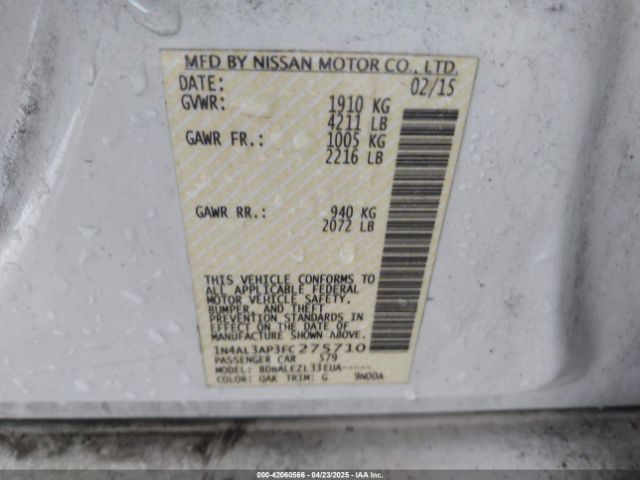 MFD BY NISSAN MOTOR CO., LTD.
DATE: 02/15
GVWR: 1910 KG
4211 LB
GAWR FR.: 1005 KG
2216 LB
GAWR RR.: 940 KG
2072 LB
THIS VEHICLE CONFORMS TO
ALL APPLICABLE FEDERAL
MOTOR VEHICLE SAFETY,
BUMPER, AND THEFT
PREVENTION STANDARDS
IN EFFECT ON THE DATE OF
MANUFACTURE SHOWN ABOVE.
1N4AL3AP3FC275710
PASSENGER CAR 579
MODEL: BDBALEZL33EUA-----
COLOR: QAK TRIM: G 9N00A
000-42060566 - 04/23/2025 - IAA Inc.